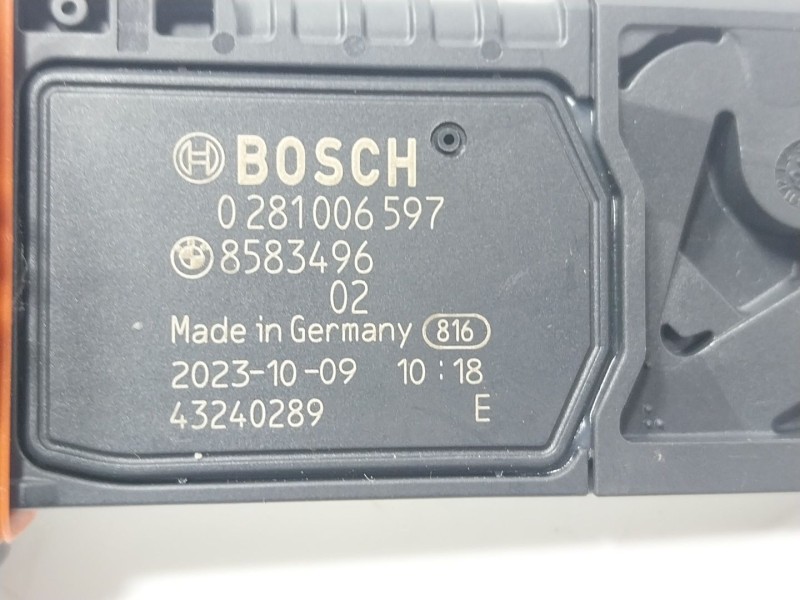 BOSCH
0 281 006 597
8583496
02
Made in Germany 816
2023-10-09 10:18
43240289 E